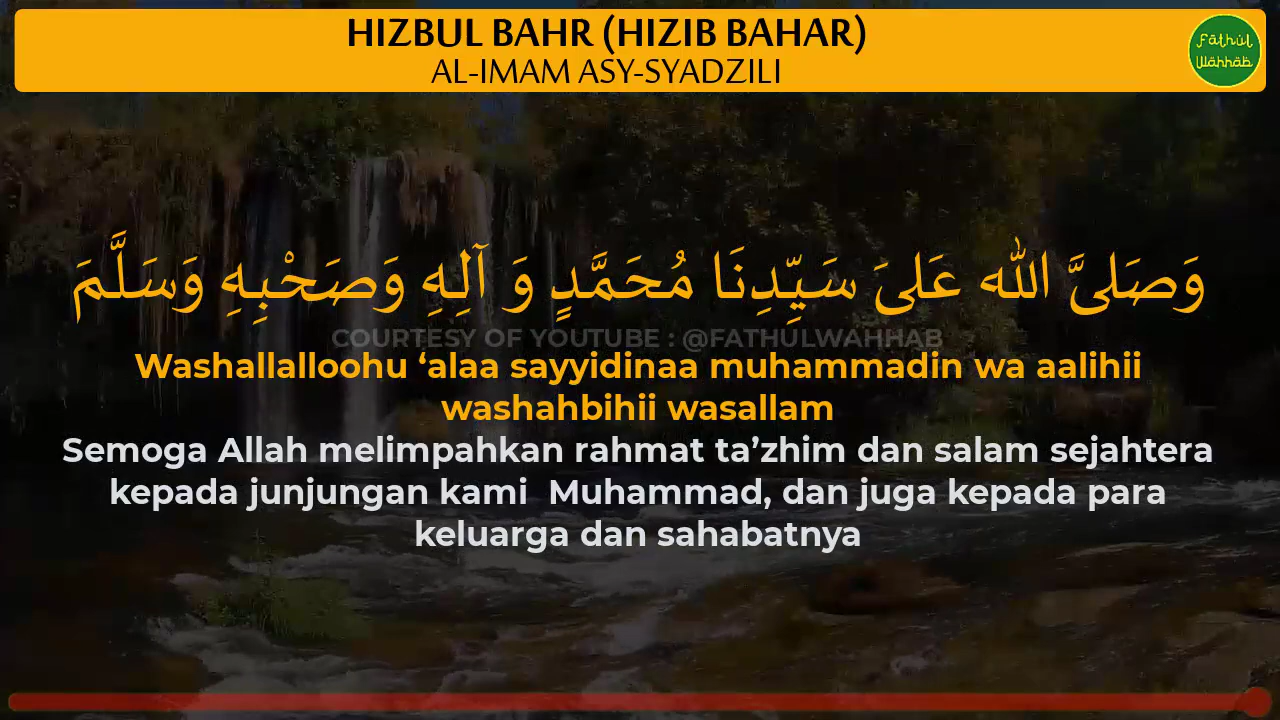 HIZBUL BAHR (HIZIB BAHAR)
AL-IMAM ASY-SYADZILI
Fathul
Wahhab
وَصَلىَّ اللّٰه عَلىَ سَيِّدِنَا مُحَمَّدٍ وَ آلِهِ وَصَحْبِهِ وَسَلَّمَ
COURTESY OF YOUTUBE : @FATHULWAHHAB
Washallalloohu ‘alaa sayyidinaa muhammadin wa aalihii
washahbihii wasallam
Semoga Allah melimpahkan rahmat ta’zhim dan salam sejahtera
kepada junjungan kami  Muhammad, dan juga kepada para
keluarga dan sahabatnya